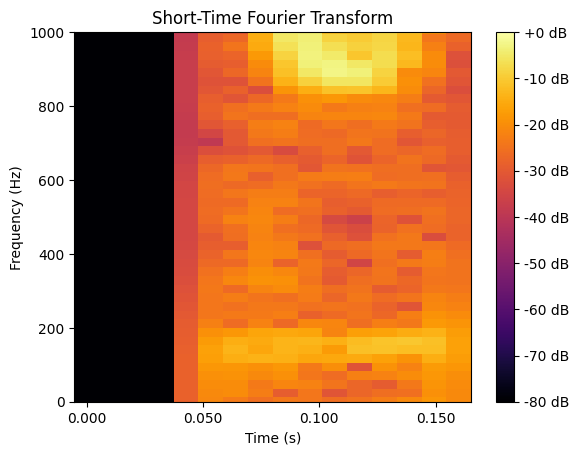 Short-Time Fourier Transform
Frequency (Hz)
1000
800
600
400
200
0
0.000
0.050
0.100
0.150
Time (s)
+0 dB
-10 dB
-20 dB
-30 dB
-40 dB
-50 dB
-60 dB
-70 dB
-80 dB